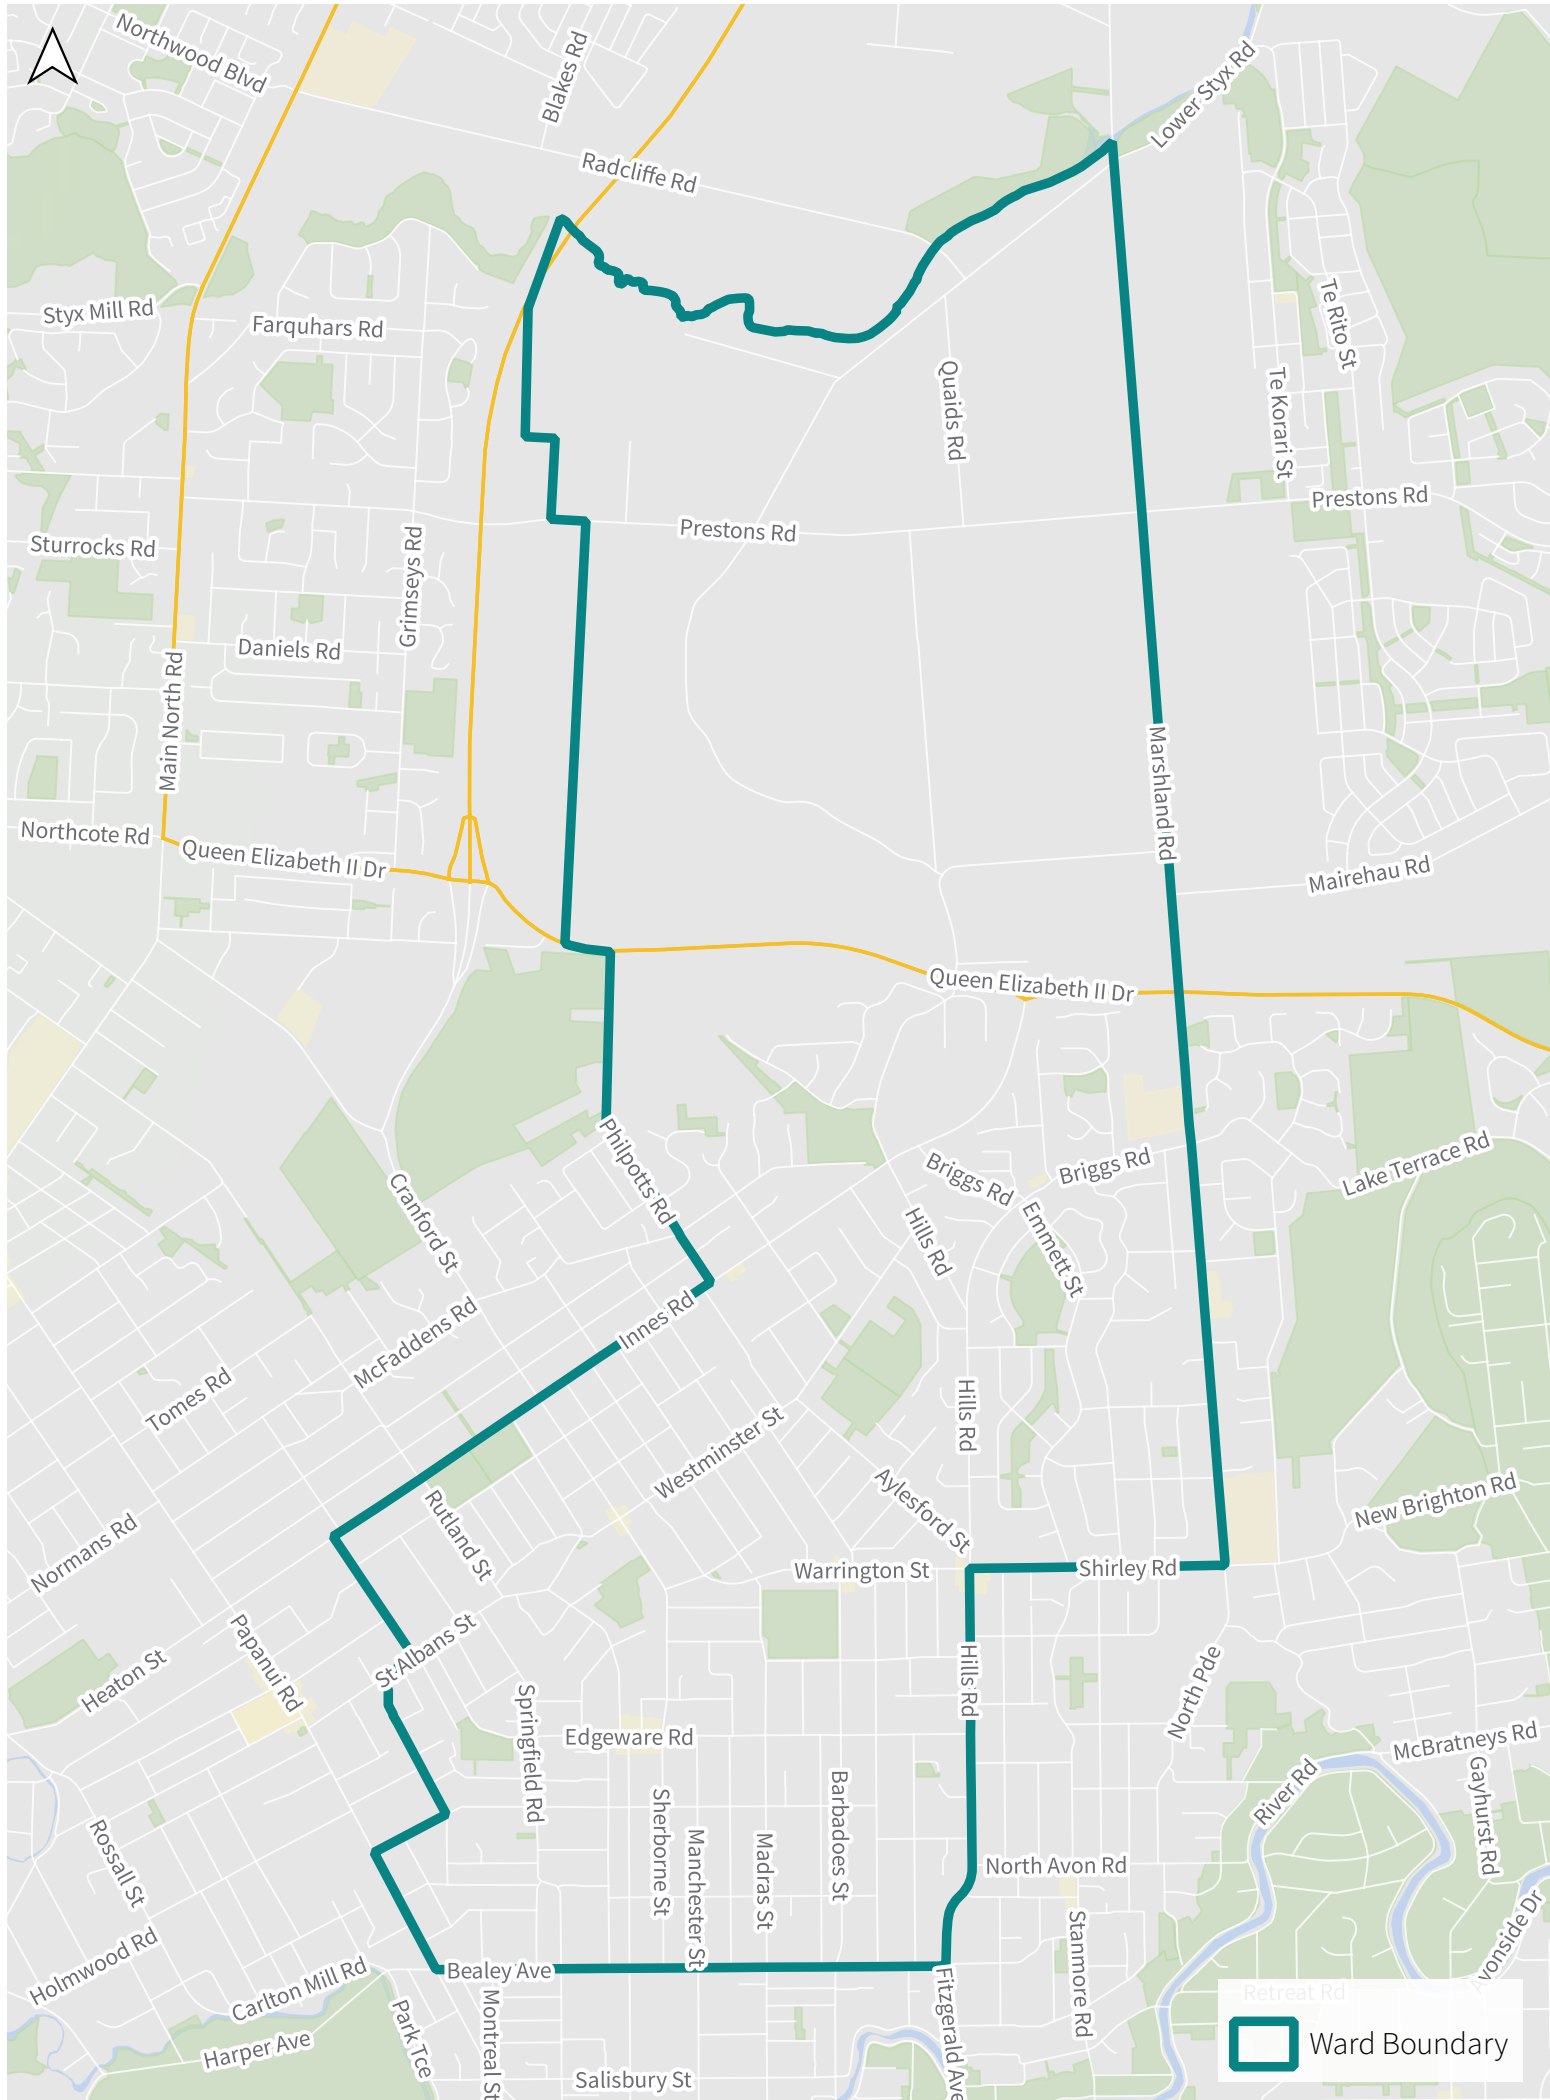 Northwood Blvd
Blakes Rd
Lower Styx Rd
Radcliffe Rd
Styx Mill Rd
Farquhars Rd
Te Rito St
Quaids Rd
Te Korari St
Prestons Rd
Prestons Rd
Sturrocks Rd
Grimseys Rd
Daniels Rd
Main North Rd
Marshland Rd
Northcote Rd
Queen Elizabeth II Dr
Mairehau Rd
Queen Elizabeth II Dr
Philpotts Rd
Briggs Rd
Briggs Rd
Lake Terrace Rd
Cranford St
Hills Rd
Emmett St
Innes Rd
McFaddens Rd
Tomes Rd
Hills Rd
Westminster St
Aylesford St
New Brighton Rd
Rutland St
Normans Rd
Warrington St
Shirley Rd
Papanui Rd
St Albans St
Heaton St
Hills Rd
North Pde
Springfield Rd
Edgeware Rd
McBratneys Rd
River Rd
Gayhurst Rd
Barbadoes St
Sherborne St
Manchester St
Madras St
Rossall St
North Avon Rd
Avonside Dr
Stanmore Rd
Holmwood Rd
Bealey Ave
Carlton Mill Rd
Fitzgerald Ave
Retreat Rd
Park Tce
Montreal St
Harper Ave
Salisbury St
Ward Boundary